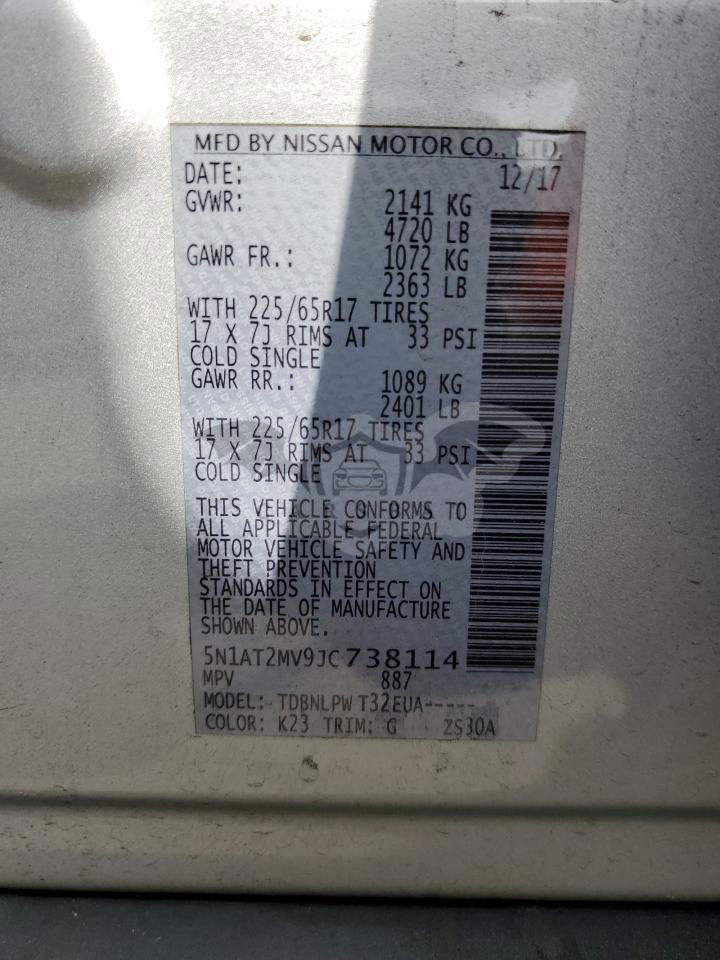 MFD BY NISSAN MOTOR CO., LTD.
DATE: 12/17
GVWR: 2141 KG
4720 LB
GAWR FR.: 1072 KG
2363 LB
WITH 225/65R17 TIRES
17 X 7J RIMS AT 33 PSI
COLD SINGLE
GAWR RR.: 1089 KG
2401 LB
WITH 225/65R17 TIRES
17 X 7J RIMS AT 33 PSI
COLD SINGLE
THIS VEHICLE CONFORMS TO
ALL APPLICABLE FEDERAL
MOTOR VEHICLE SAFETY AND
THEFT PREVENTION
STANDARDS IN EFFECT ON
THE DATE OF MANUFACTURE
SHOWN ABOVE.
5N1AT2MV9JC738114
MPV 887
MODEL: TDBNLPW T32EUA-----
COLOR: K23 TRIM: G ZS30A